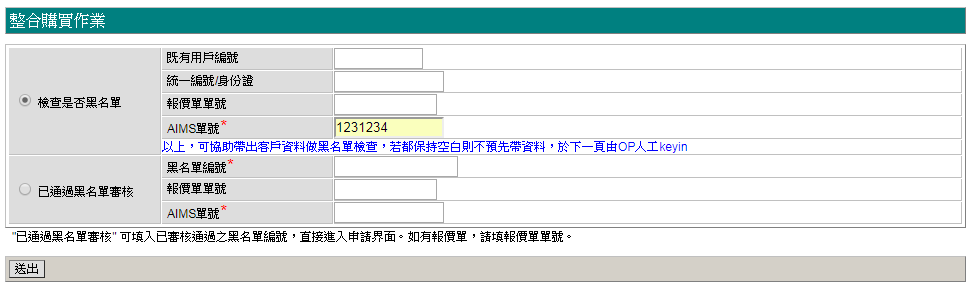 整合購買作業
既有用戶編號
統一編號/身份證
檢查是否黑名單
報價單單號
AIMS單號* 1231234
以上，可協助帶出客戶資料做黑名單檢查，若都保持空白則不預先帶資料，於下一頁由OP人工keyin
黑名單編號*
已通過黑名單審核
報價單單號
AIMS單號*
"已通過黑名單審核" 可填入已審核通過之黑名單編號，直接進入申請界面。如有報價單，請填報價單單號。
送出